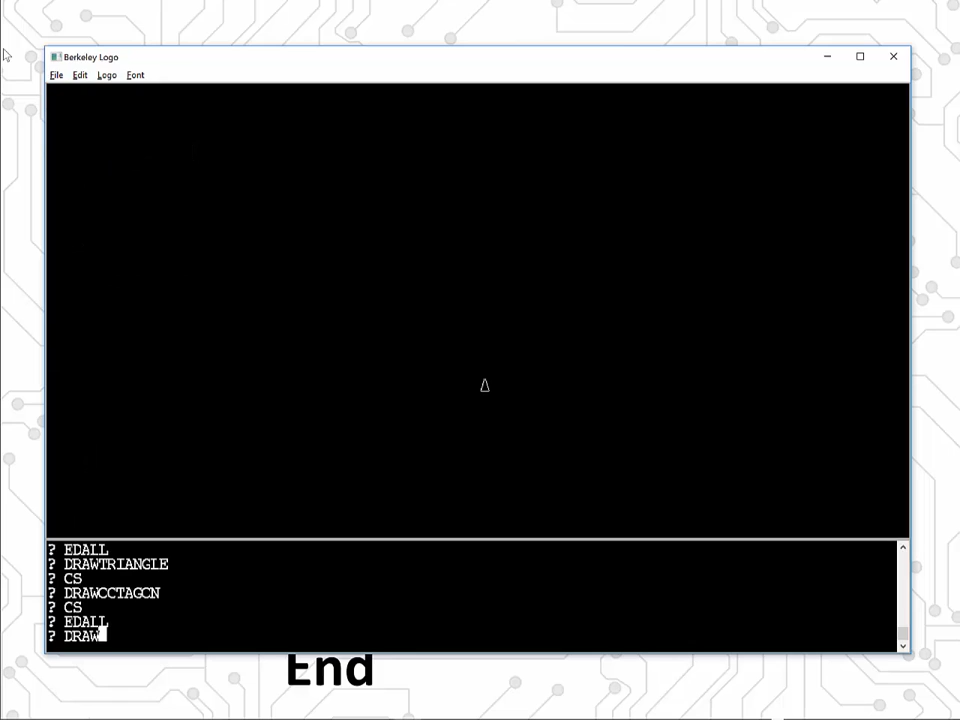 Berkeley Logo
File Edit Logo Font
? EDALL
? DRAWTRIANGLE
? CS
? DRAWOCTAGON
? CS
? EDALL
? DRAW
End